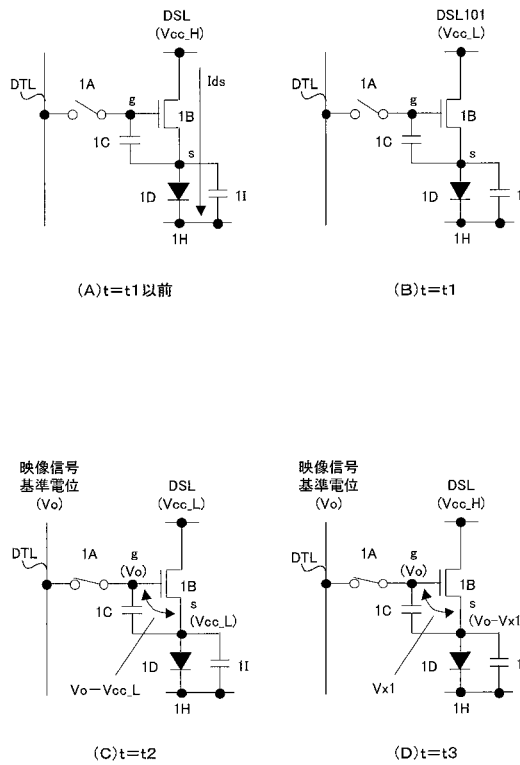 DSL
(Vcc_H)
DTL
1A
Ids
g
1B
1C
s
1D
1I
1H
(A)t=t1以前
DSL101
(Vcc_L)
DTL
1A
g
1B
1C
s
1D
1H
(B)t=t1
映像信号
基準電位
(Vo)
DSL
(Vcc_L)
DTL
1A
g
(Vo)
1B
1C
s
(Vcc_L)
1D
1I
Vo－Vcc_L
1H
(C)t=t2
映像信号
基準電位
(Vo)
DSL
(Vcc_H)
DTL
1A
g
(Vo)
1B
1C
s
(Vo-Vx1
1D
Vx1
1H
(D)t=t3